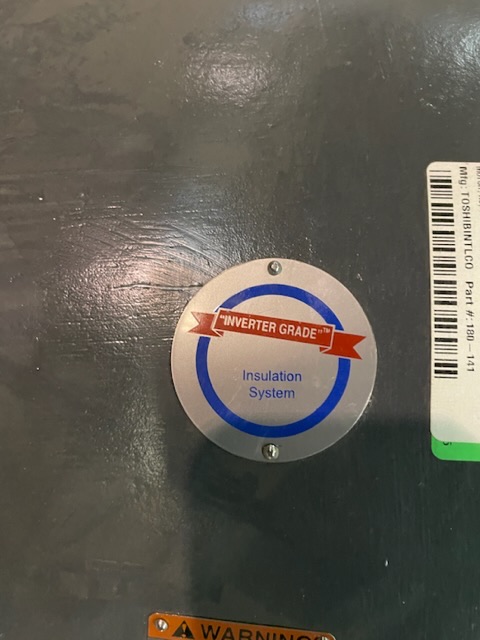 "INVERTER GRADE"™
Insulation
System
Mfg: TOSHIBINTLCO Part #: 180-141
WARNING